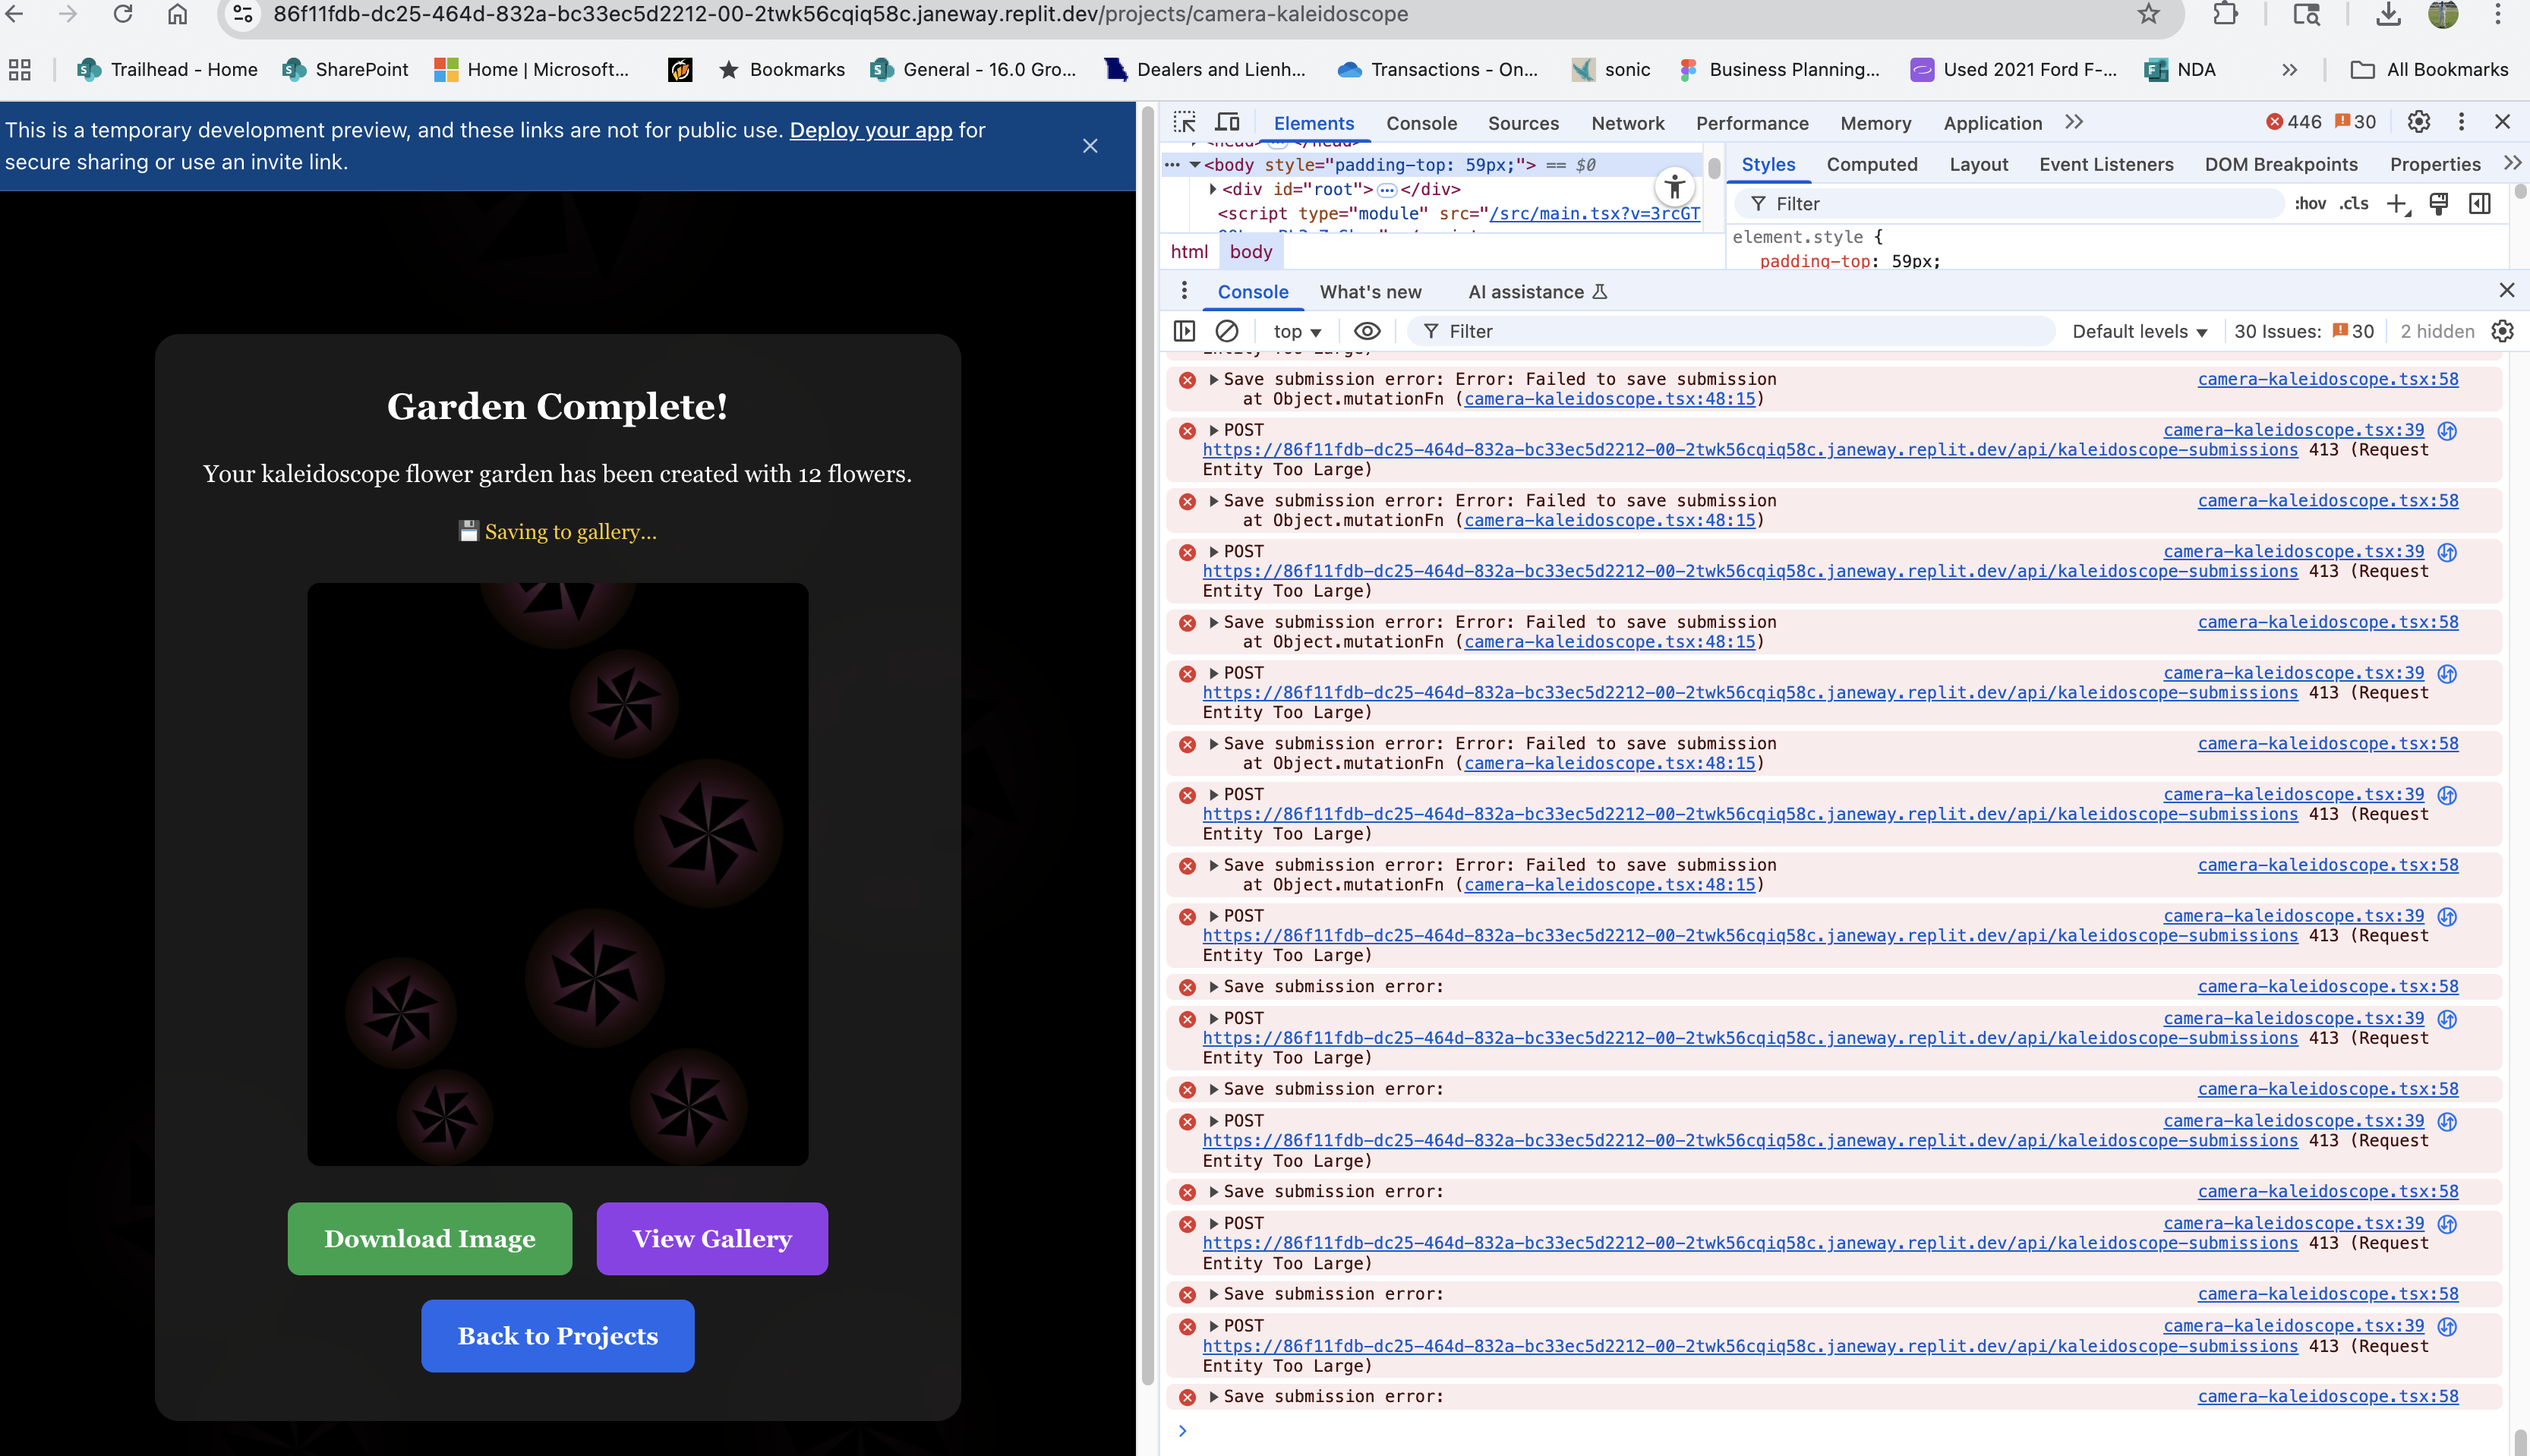 86f11fdb-dc25-464d-832a-bc33ec5d2212-00-2twk56cqiq58c.janeway.replit.dev/projects/camera-kaleidoscope
Trailhead - Home
SharePoint
Home | Microsoft...
Bookmarks
General - 16.0 Gro...
Dealers and Lienh...
Transactions - On...
sonic
Business Planning...
Used 2021 Ford F-...
NDA
All Bookmarks
This is a temporary development preview, and these links are not for public use. Deploy your app for
secure sharing or use an invite link.
Garden Complete!
Your kaleidoscope flower garden has been created with 12 flowers.
💾 Saving to gallery...
Download Image
View Gallery
Back to Projects
Elements Console Sources Network Performance Memory Application 446 30
<body style="padding-top: 59px;"> == $0
<div id="root">…</div>
<script type="module" src="/src/main.tsx?v=3rcGT
html body
Styles Computed Layout Event Listeners DOM Breakpoints Properties
Filter :hov .cls
element.style {
padding-top: 59px;
Console What's new AI assistance
top Filter Default levels 30 Issues: 30 2 hidden
Entity Too Large)
Save submission error: Error: Failed to save submission camera-kaleidoscope.tsx:58
at Object.mutationFn (camera-kaleidoscope.tsx:48:15)
POST camera-kaleidoscope.tsx:39
https://86f11fdb-dc25-464d-832a-bc33ec5d2212-00-2twk56cqiq58c.janeway.replit.dev/api/kaleidoscope-submissions 413 (Request
Entity Too Large)
Save submission error: Error: Failed to save submission camera-kaleidoscope.tsx:58
at Object.mutationFn (camera-kaleidoscope.tsx:48:15)
POST camera-kaleidoscope.tsx:39
https://86f11fdb-dc25-464d-832a-bc33ec5d2212-00-2twk56cqiq58c.janeway.replit.dev/api/kaleidoscope-submissions 413 (Request
Entity Too Large)
Save submission error: Error: Failed to save submission camera-kaleidoscope.tsx:58
at Object.mutationFn (camera-kaleidoscope.tsx:48:15)
POST camera-kaleidoscope.tsx:39
https://86f11fdb-dc25-464d-832a-bc33ec5d2212-00-2twk56cqiq58c.janeway.replit.dev/api/kaleidoscope-submissions 413 (Request
Entity Too Large)
Save submission error: Error: Failed to save submission camera-kaleidoscope.tsx:58
at Object.mutationFn (camera-kaleidoscope.tsx:48:15)
POST camera-kaleidoscope.tsx:39
https://86f11fdb-dc25-464d-832a-bc33ec5d2212-00-2twk56cqiq58c.janeway.replit.dev/api/kaleidoscope-submissions 413 (Request
Entity Too Large)
Save submission error: Error: Failed to save submission camera-kaleidoscope.tsx:58
at Object.mutationFn (camera-kaleidoscope.tsx:48:15)
POST camera-kaleidoscope.tsx:39
https://86f11fdb-dc25-464d-832a-bc33ec5d2212-00-2twk56cqiq58c.janeway.replit.dev/api/kaleidoscope-submissions 413 (Request
Entity Too Large)
Save submission error: camera-kaleidoscope.tsx:58
POST camera-kaleidoscope.tsx:39
https://86f11fdb-dc25-464d-832a-bc33ec5d2212-00-2twk56cqiq58c.janeway.replit.dev/api/kaleidoscope-submissions 413 (Request
Entity Too Large)
Save submission error: camera-kaleidoscope.tsx:58
POST camera-kaleidoscope.tsx:39
https://86f11fdb-dc25-464d-832a-bc33ec5d2212-00-2twk56cqiq58c.janeway.replit.dev/api/kaleidoscope-submissions 413 (Request
Entity Too Large)
Save submission error: camera-kaleidoscope.tsx:58
POST camera-kaleidoscope.tsx:39
https://86f11fdb-dc25-464d-832a-bc33ec5d2212-00-2twk56cqiq58c.janeway.replit.dev/api/kaleidoscope-submissions 413 (Request
Entity Too Large)
Save submission error: camera-kaleidoscope.tsx:58
POST camera-kaleidoscope.tsx:39
https://86f11fdb-dc25-464d-832a-bc33ec5d2212-00-2twk56cqiq58c.janeway.replit.dev/api/kaleidoscope-submissions 413 (Request
Entity Too Large)
Save submission error: camera-kaleidoscope.tsx:58